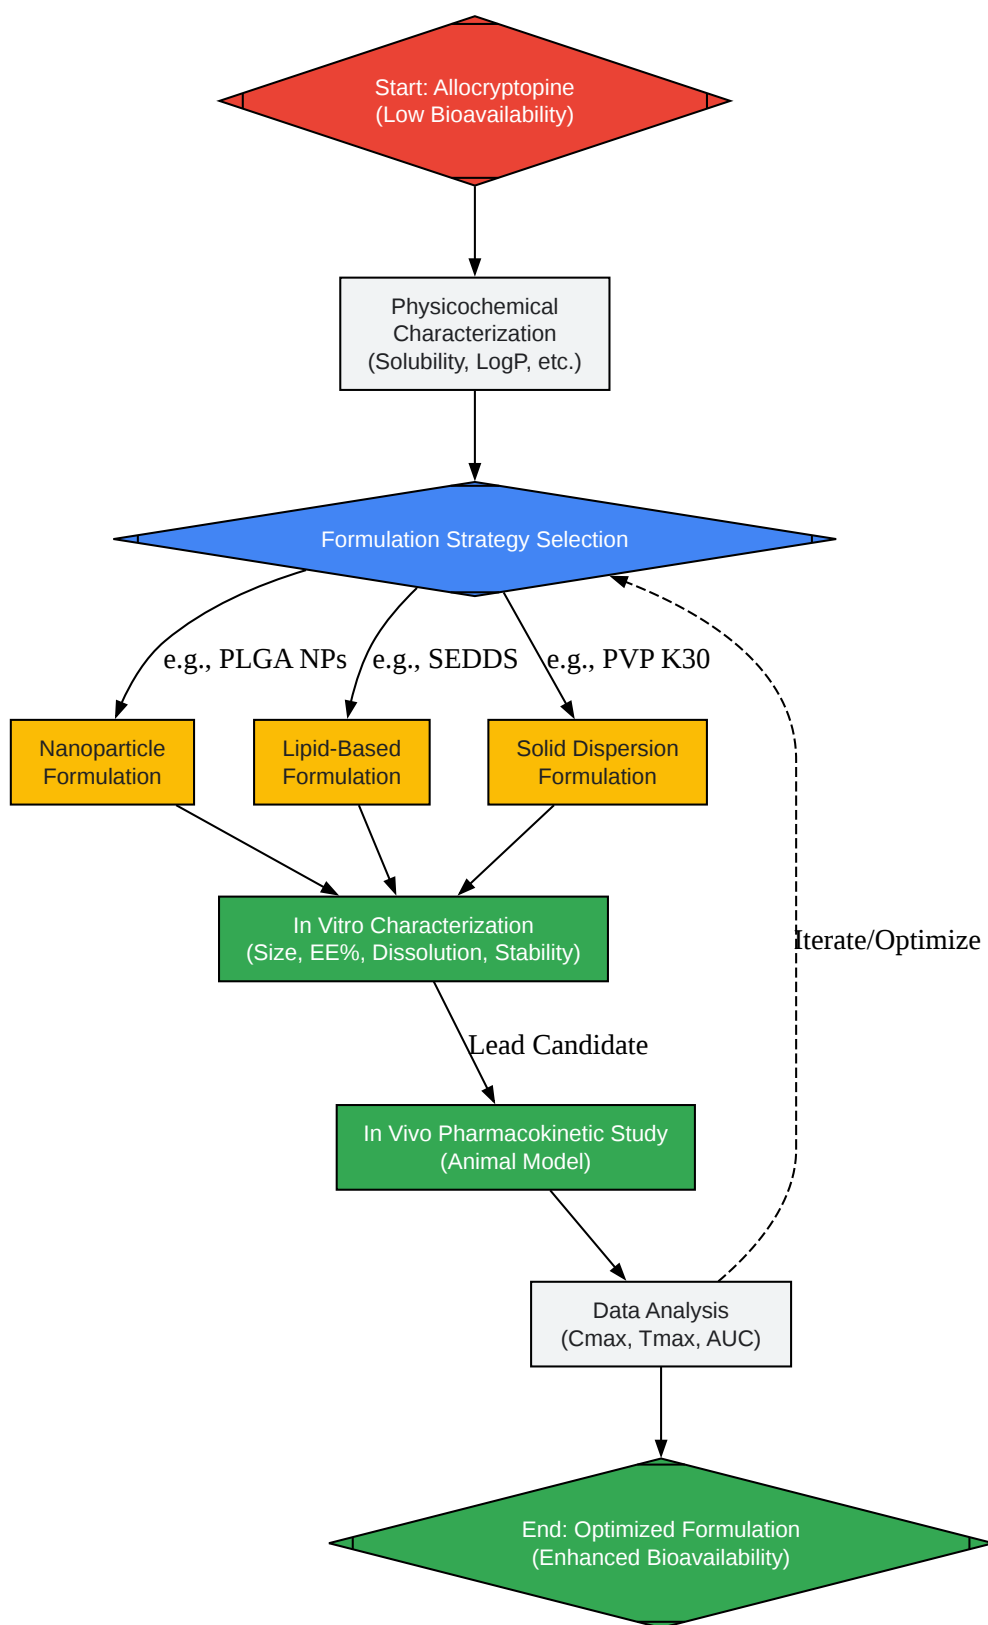 Start: Allocryptopine
(Low Bioavailability)
Physicochemical
Characterization
(Solubility, LogP, etc.)
Formulation Strategy Selection
e.g., PLGA NPs
e.g., SEDDS
e.g., PVP K30
Nanoparticle
Formulation
Lipid-Based
Formulation
Solid Dispersion
Formulation
In Vitro Characterization
(Size, EE%, Dissolution, Stability)
Iterate/Optimize
Lead Candidate
In Vivo Pharmacokinetic Study
(Animal Model)
Data Analysis
(Cmax, Tmax, AUC)
End: Optimized Formulation
(Enhanced Bioavailability)